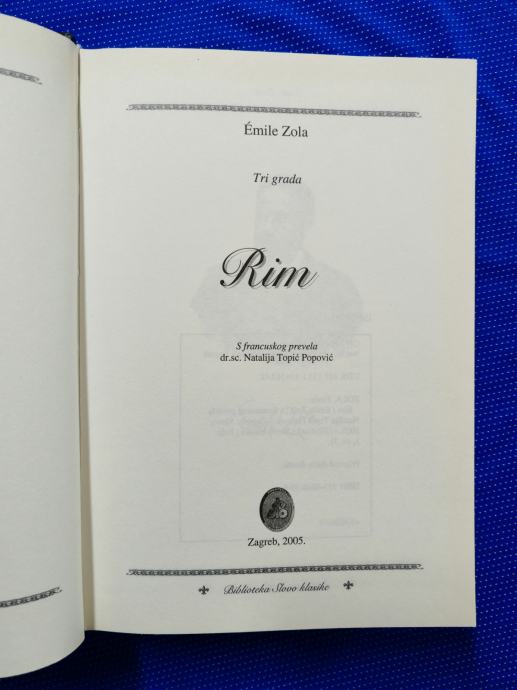 Émile Zola
Tri grada
Rim
S francuskog prevela
dr.sc. Natalija Topić Popović
Zagreb, 2005.
Biblioteka Slovo klasike